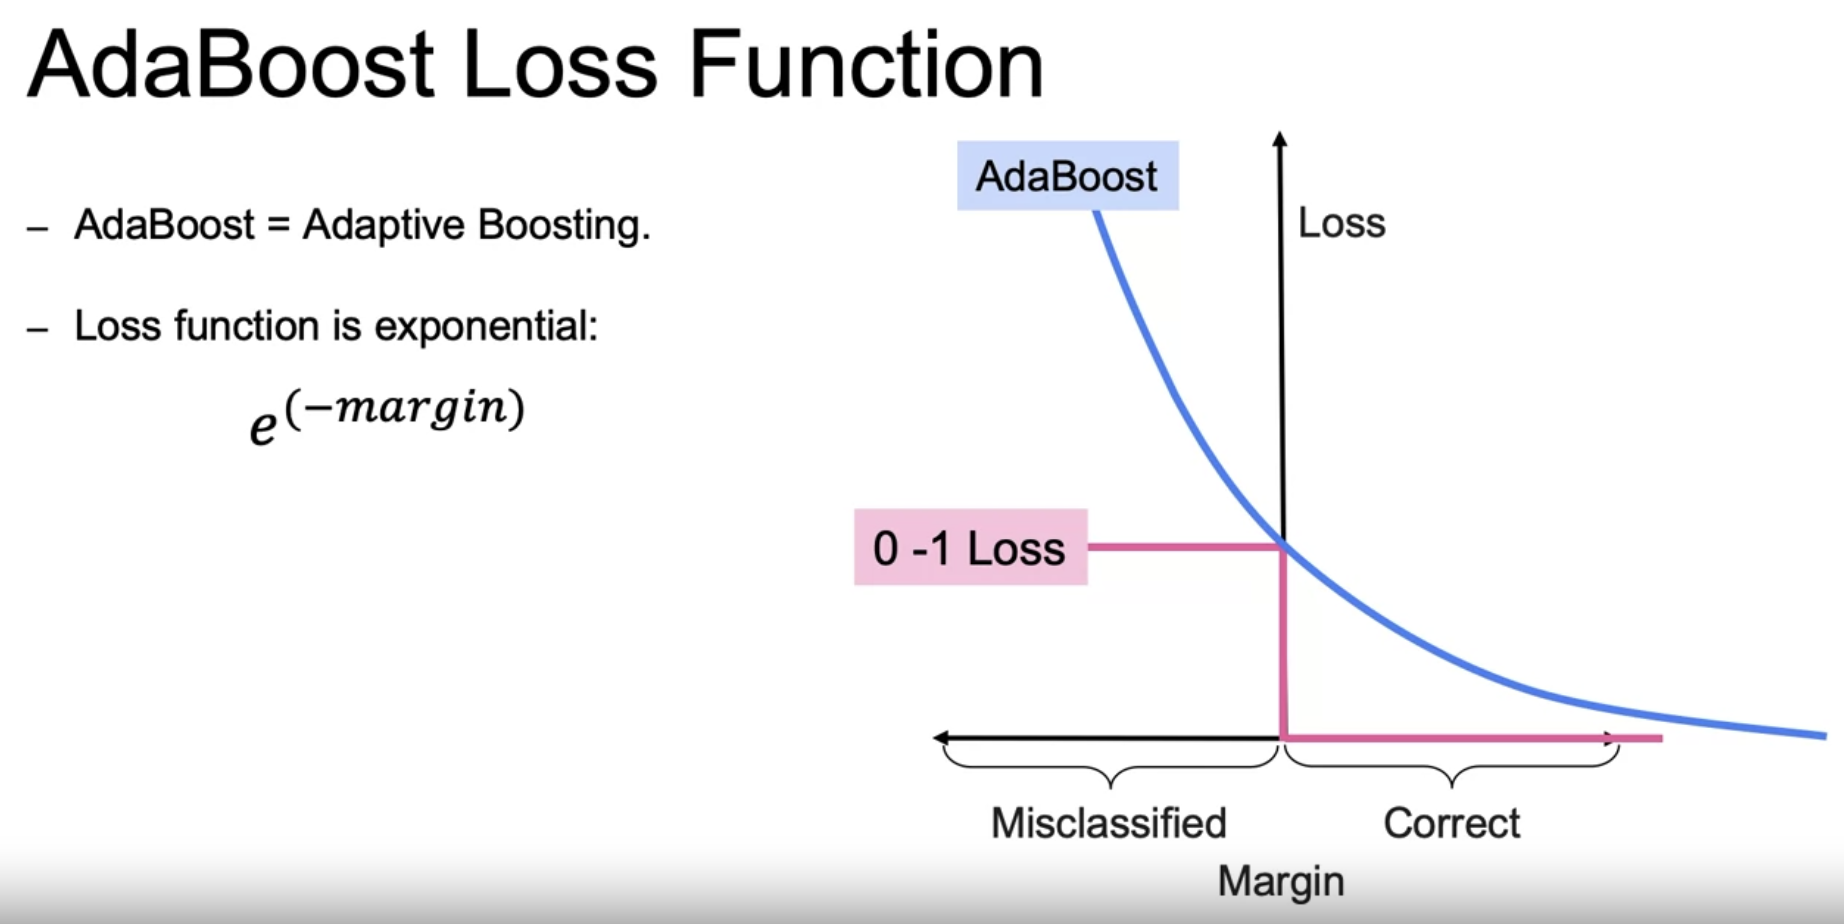 AdaBoost Loss Function
– AdaBoost = Adaptive Boosting.
– Loss function is exponential:
e^(−margin)
AdaBoost
Loss
0 -1 Loss
Misclassified
Correct
Margin